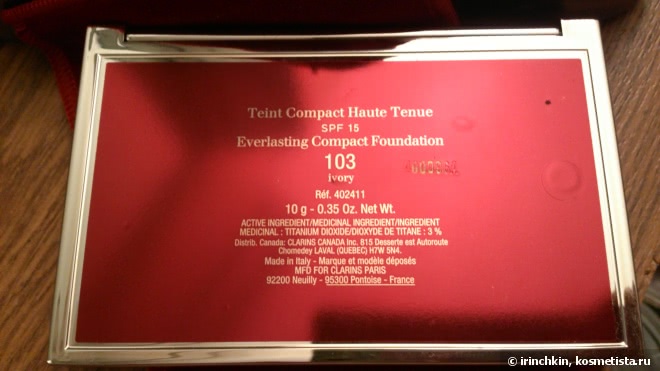 Teint Compact Haute Tenue
SPF 15
Everlasting Compact Foundation
103
ivory
Réf. 402411
10 g - 0.35 Oz. Net Wt.
ACTIVE INGREDIENT/MEDICINAL INGREDIENT/INGREDIENT
MEDICINAL : TITANIUM DIOXIDE/DIOXYDE DE TITANE : 3 %
Distrib. Canada: CLARINS CANADA Inc. 815 Desserte est Autoroute
Chomedey LAVAL (QUEBEC) H7W 5N4.
Made in Italy - Marque et modèle déposés
MFD FOR CLARINS PARIS
92200 Neuilly - 95300 Pontoise - France
© irinchkin, kosmetista.ru